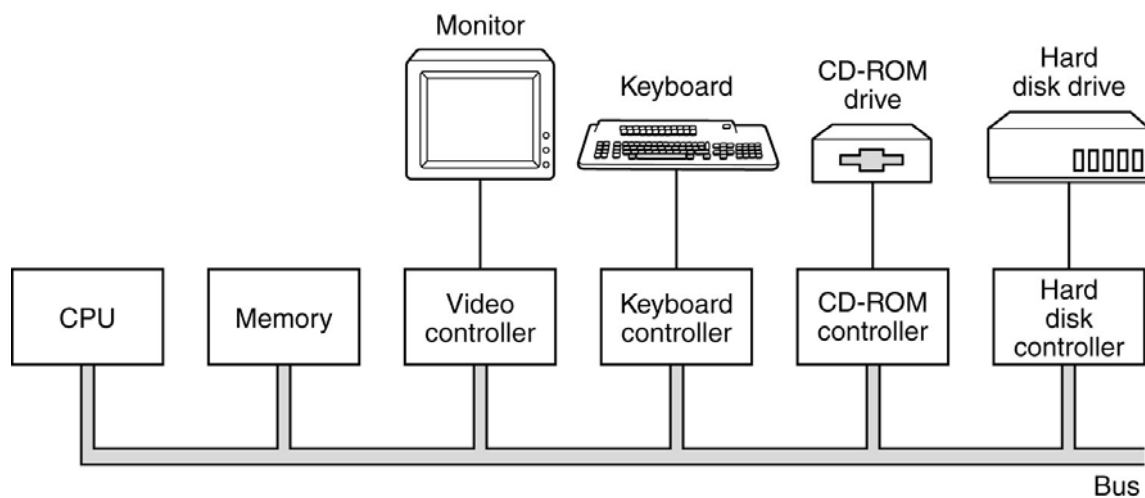 Monitor
Keyboard
CD-ROM
drive
Hard
disk drive
CPU
Memory
Video
controller
Keyboard
controller
CD-ROM
controller
Hard
disk
controller
Bus